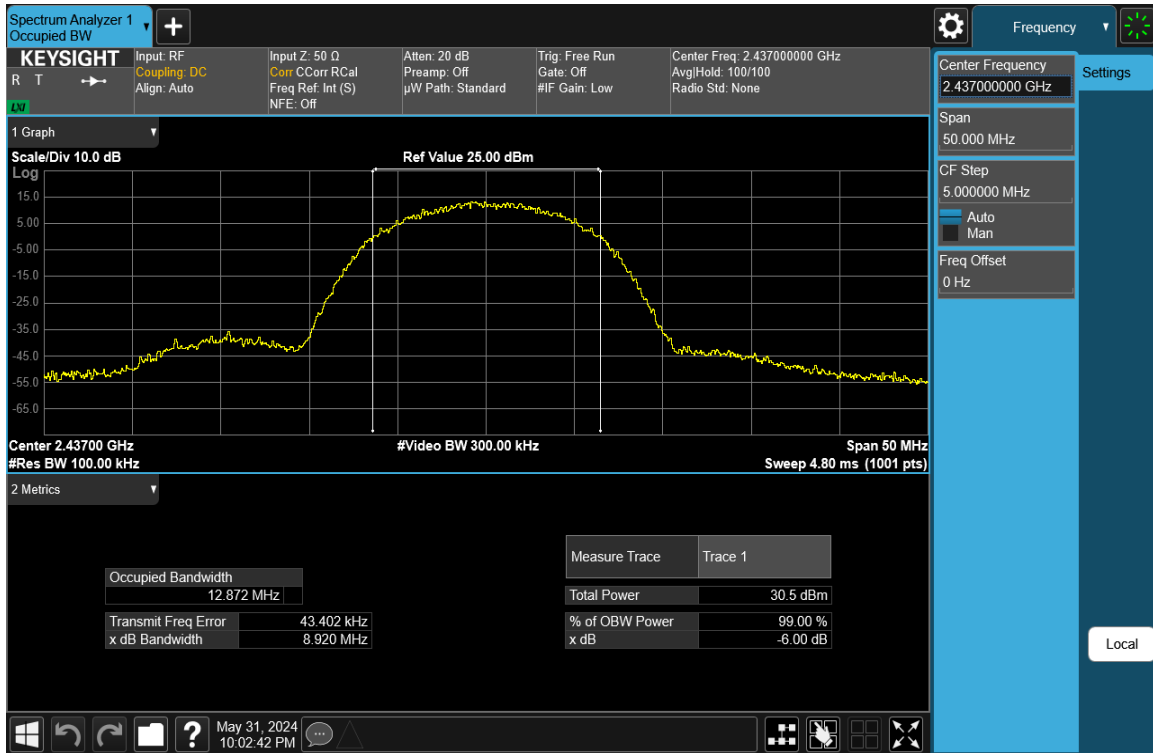 Spectrum Analyzer 1
Occupied BW
+
Frequency
KEYSIGHT
R T
LXI
Input: RF
Coupling: DC
Align: Auto
Input Z: 50 Ω
Corr CCorr RCal
Freq Ref: Int (S)
NFE: Off
Atten: 20 dB
Preamp: Off
µW Path: Standard
Trig: Free Run
Gate: Off
#IF Gain: Low
Center Freq: 2.437000000 GHz
Avg|Hold: 100/100
Radio Std: None
Center Frequency
2.437000000 GHz
Settings
Span
50.000 MHz
CF Step
5.000000 MHz
Auto
Man
Freq Offset
0 Hz
1 Graph
Scale/Div 10.0 dB
Ref Value 25.00 dBm
Log
15.0
5.00
-5.00
-15.0
-25.0
-35.0
-45.0
-55.0
-65.0
Center 2.43700 GHz
#Video BW 300.00 kHz
Span 50 MHz
#Res BW 100.00 kHz
Sweep 4.80 ms (1001 pts)
2 Metrics
Measure Trace Trace 1
Occupied Bandwidth
12.872 MHz
Total Power 30.5 dBm
Transmit Freq Error 43.402 kHz
% of OBW Power 99.00 %
x dB Bandwidth 8.920 MHz
x dB -6.00 dB
Local
?
May 31, 2024
10:02:42 PM